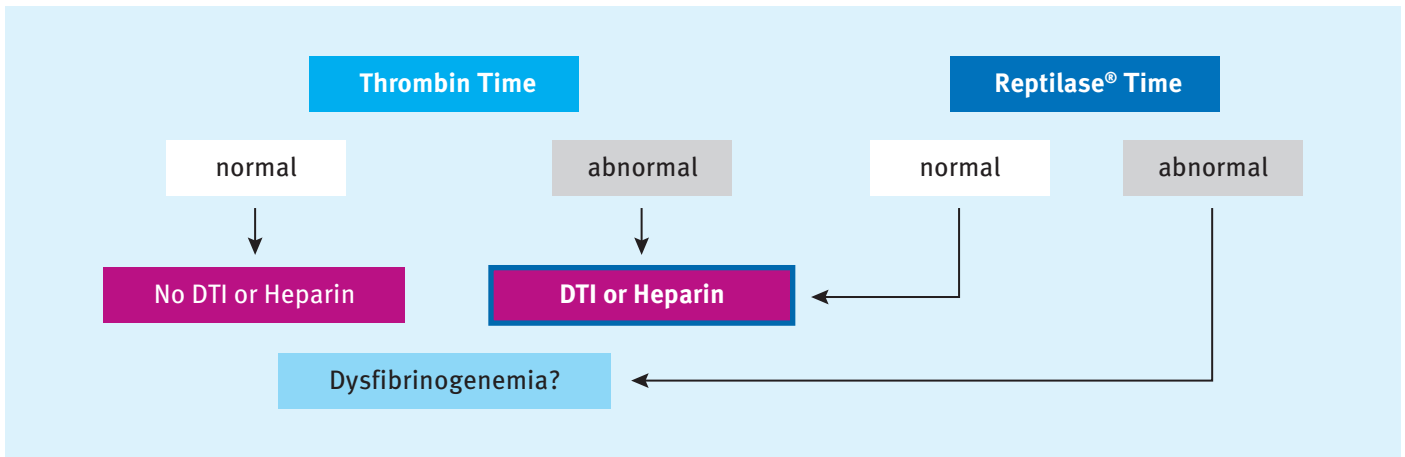 Thrombin Time
Reptilase® Time
normal
abnormal
normal
abnormal
No DTI or Heparin
DTI or Heparin
Dysfibrinogenemia?